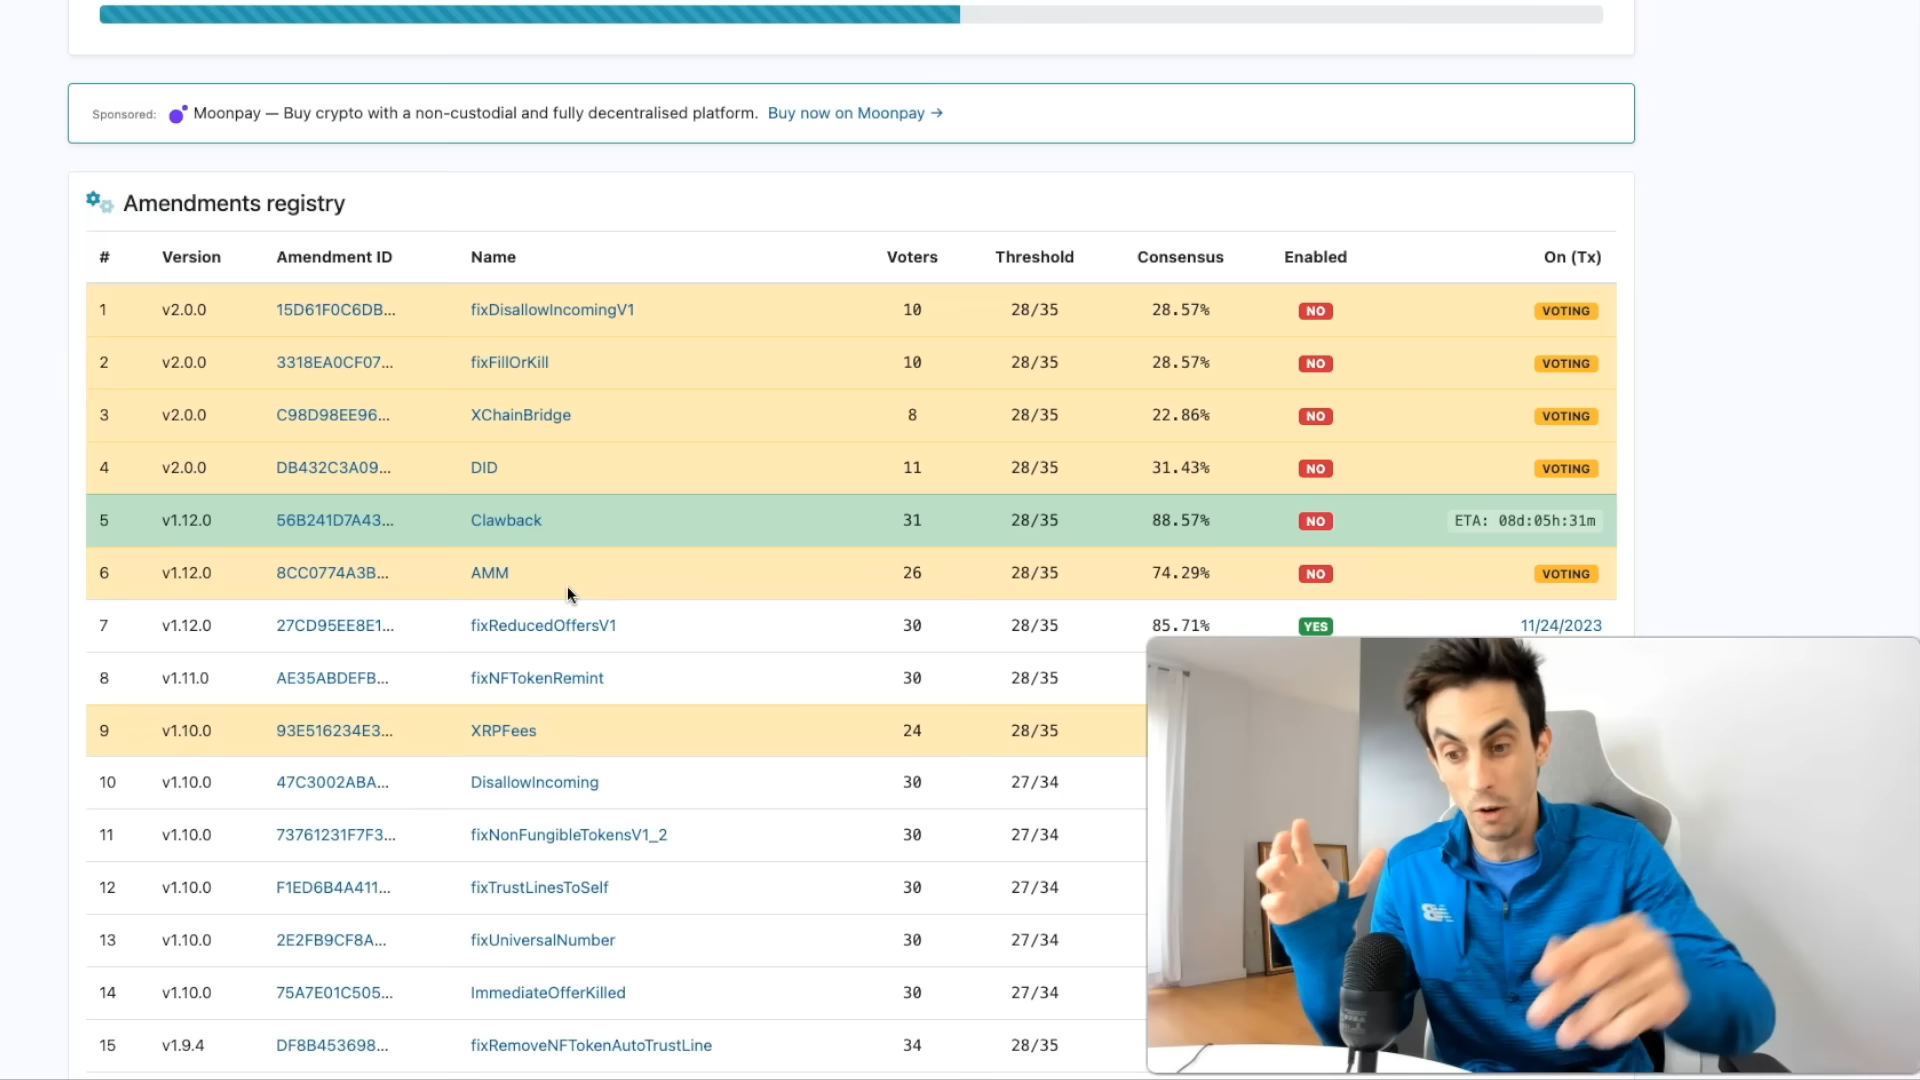 Sponsored: Moonpay — Buy crypto with a non-custodial and fully decentralised platform. Buy now on Moonpay →
Amendments registry
# Version Amendment ID Name Voters Threshold Consensus Enabled On (Tx)
1 v2.0.0 15D61F0C6DB... fixDisallowIncomingV1 10 28/35 28.57% NO VOTING
2 v2.0.0 3318EA0CF07... fixFillOrKill 10 28/35 28.57% NO VOTING
3 v2.0.0 C98D98EE96... XChainBridge 8 28/35 22.86% NO VOTING
4 v2.0.0 DB432C3A09... DID 11 28/35 31.43% NO VOTING
5 v1.12.0 56B241D7A43... Clawback 31 28/35 88.57% NO ETA: 08d:05h:31m
6 v1.12.0 8CC0774A3B... AMM 26 28/35 74.29% NO VOTING
7 v1.12.0 27CD95EE8E1... fixReducedOffersV1 30 28/35 85.71% YES 11/24/2023
8 v1.11.0 AE35ABDEFB... fixNFTokenRemint 30 28/35
9 v1.10.0 93E516234E3... XRPFees 24 28/35
10 v1.10.0 47C3002ABA... DisallowIncoming 30 27/34
11 v1.10.0 73761231F7F3... fixNonFungibleTokensV1_2 30 27/34
12 v1.10.0 F1ED6B4A411... fixTrustLinesToSelf 30 27/34
13 v1.10.0 2E2FB9CF8A... fixUniversalNumber 30 27/34
14 v1.10.0 75A7E01C505... ImmediateOfferKilled 30 27/34
15 v1.9.4 DF8B453698... fixRemoveNFTokenAutoTrustLine 34 28/35